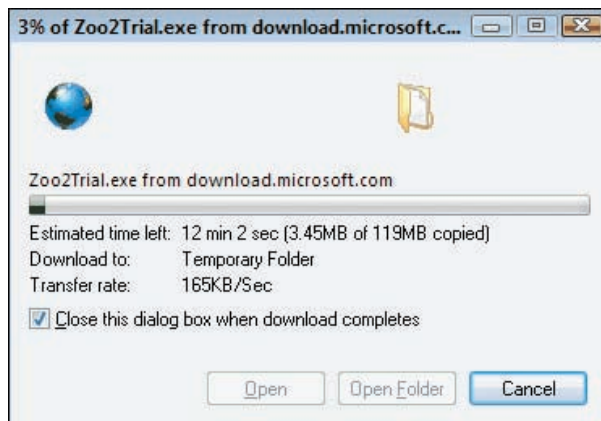 3% of Zoo2Trial.exe from download.microsoft.c...
Zoo2Trial.exe from download.microsoft.com
Estimated time left: 12 min 2 sec (3.45MB of 119MB copied)
Download to: Temporary Folder
Transfer rate: 165KB/Sec
Close this dialog box when download completes
Open Open Folder Cancel